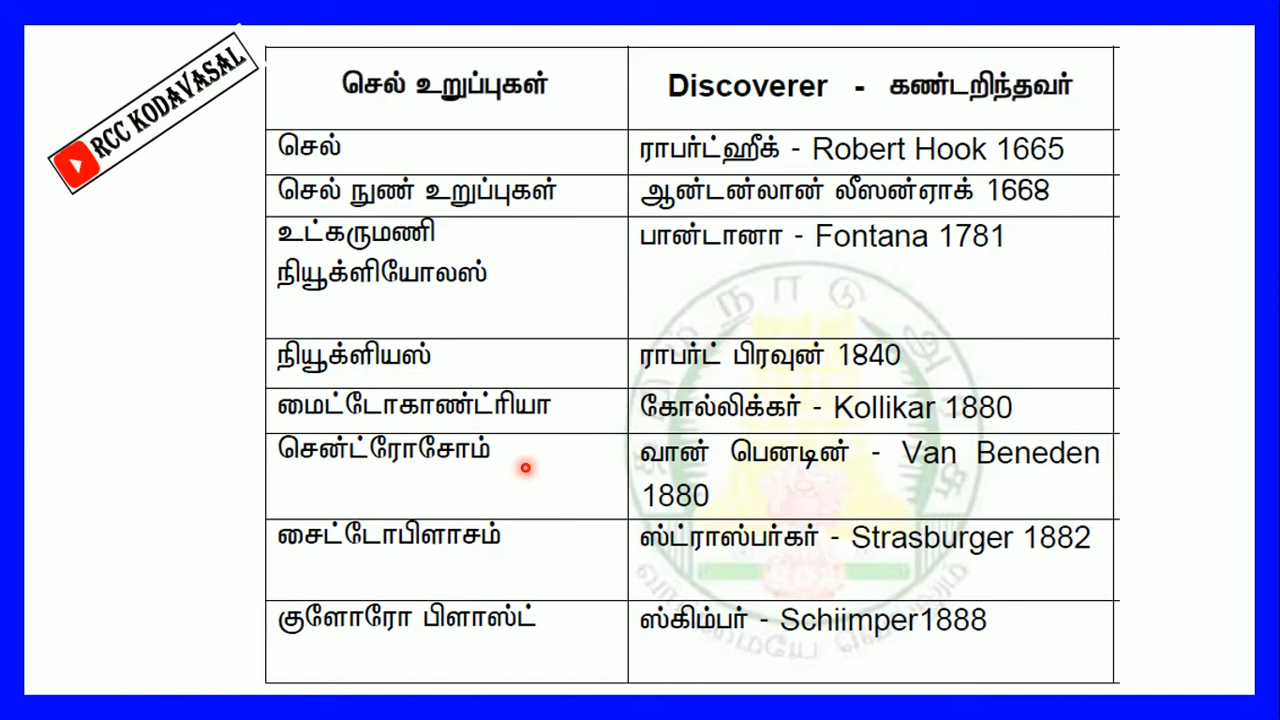 RCC KODAVASAL
செல் உறுப்புகள்
Discoverer - கண்டறிந்தவர்
செல்
ராபர்ட்ஹீக் - Robert Hook 1665
செல் நுண் உறுப்புகள்
ஆன்டன்லான் லீஸன்ராக் 1668
உட்கருமணி
நியூக்ளியோலஸ்
பான்டானா - Fontana 1781
நியூக்ளியஸ்
ராபர்ட் பிரவுன் 1840
மைட்டோகாண்ட்ரியா
கோல்லிக்கர் - Kollikar 1880
சென்ட்ரோசோம்
வான் பெனடின் - Van Beneden
1880
சைட்டோபிளாசம்
ஸ்ட்ராஸ்பர்கர் - Strasburger 1882
குளோரோ பிளாஸ்ட்
ஸ்கிம்பர் - Schiimper1888